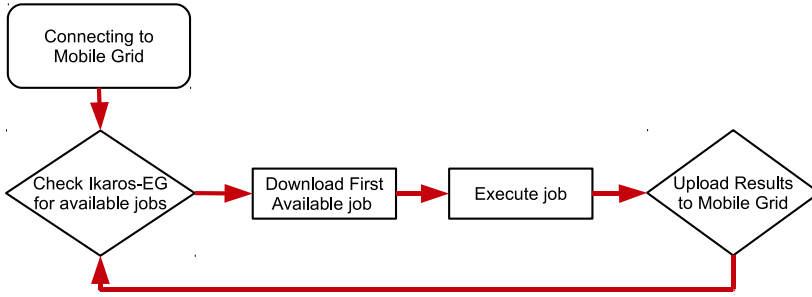 Connecting to
Mobile Grid
Check Ikaros-EG
for available jobs
Download First
Available job
Execute job
Upload Results
to Mobile Grid